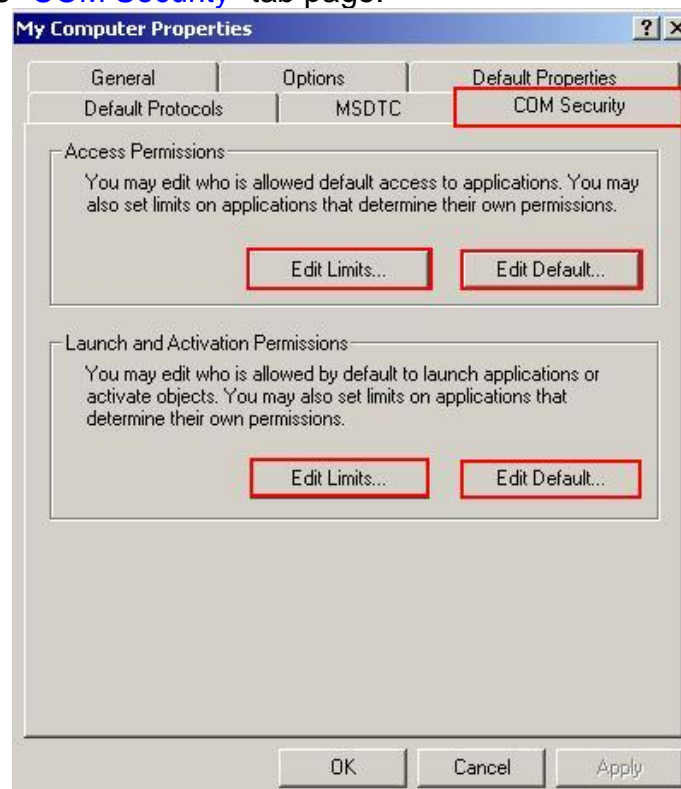 "COM Security" tab page.
My Computer Properties
? X
General Options Default Properties
Default Protocols MSDTC COM Security
Access Permissions
You may edit who is allowed default access to applications. You may
also set limits on applications that determine their own permissions.
Edit Limits... Edit Default...
Launch and Activation Permissions
You may edit who is allowed by default to launch applications or
activate objects. You may also set limits on applications that
determine their own permissions.
Edit Limits... Edit Default...
OK Cancel Apply